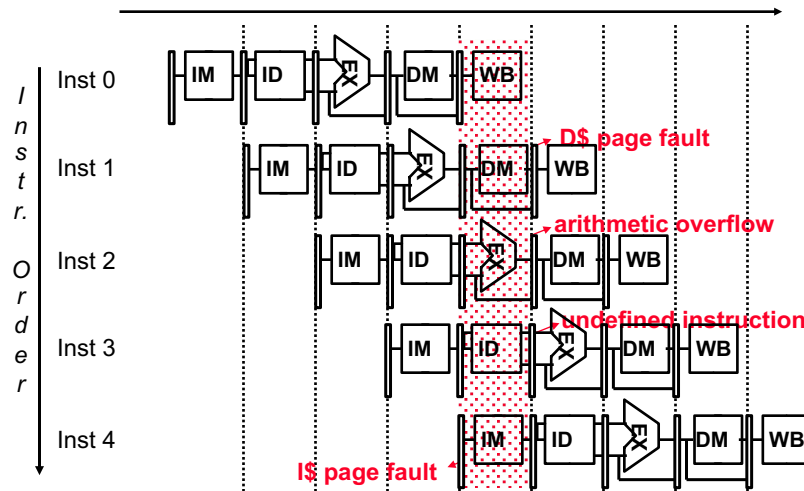 Instr. Order
Inst 0
IM
ID
EX
DM
WB
D$ page fault
Inst 1
IM
ID
EX
DM
WB
arithmetic overflow
Inst 2
IM
ID
EX
DM
WB
undefined instruction
Inst 3
IM
ID
EX
DM
WB
Inst 4
IM
ID
EX
DM
WB
I$ page fault